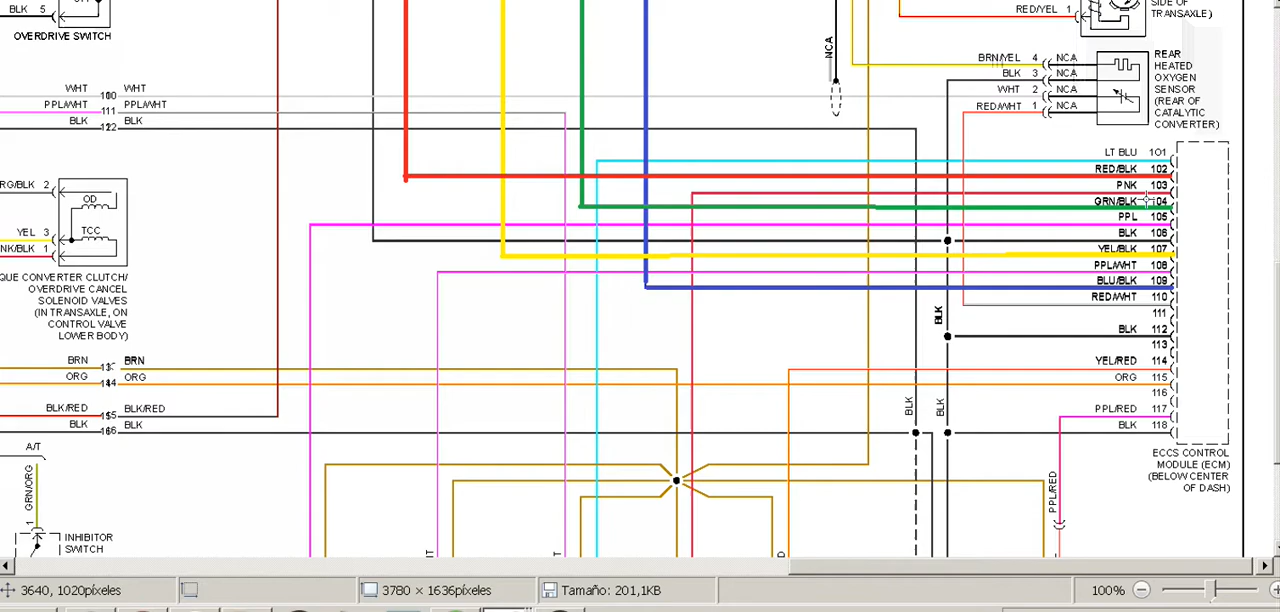 BLK 5
OVERDRIVE SWITCH
WHT 100 WHT
PPL/WHT 111 PPL/WHT
BLK 122 BLK
RG/BLK 2
OD
YEL 3
TCC
NK/BLK 1
QUE CONVERTER CLUTCH/
OVERDRIVE CANCEL
SOLENOID VALVES
(IN TRANSAXLE, ON
CONTROL VALVE
LOWER BODY)
BRN BRN
ORG 144 ORG
BLK/RED BLK/RED
BLK BLK
A/T
GRN/ORG
1
INHIBITOR
SWITCH
NCA
RED/YEL 1
SIDE OF
TRANSAXLE)
BRN/YEL 4 NCA
BLK 3 NCA
WHT 2 NCA
RED/WHT 1 NCA
REAR
HEATED
OXYGEN
SENSOR
(REAR OF
CATALYTIC
CONVERTER)
LT BLU 101
RED/BLK 102
PNK 103
GRN/BLK 104
PPL 105
BLK 106
YEL/BLK 107
PPL/WHT 108
BLU/BLK 109
RED/WHT 110
111
BLK 112
113
YEL/RED 114
ORG 115
116
PPL/RED 117
BLK 118
BLK
BLK
BLK
PPL/RED
ECCS CONTROL
MODULE (ECM)
(BELOW CENTER
OF DASH)
3640, 1020píxeles
3780 × 1636píxeles
Tamaño: 201,1KB
100%